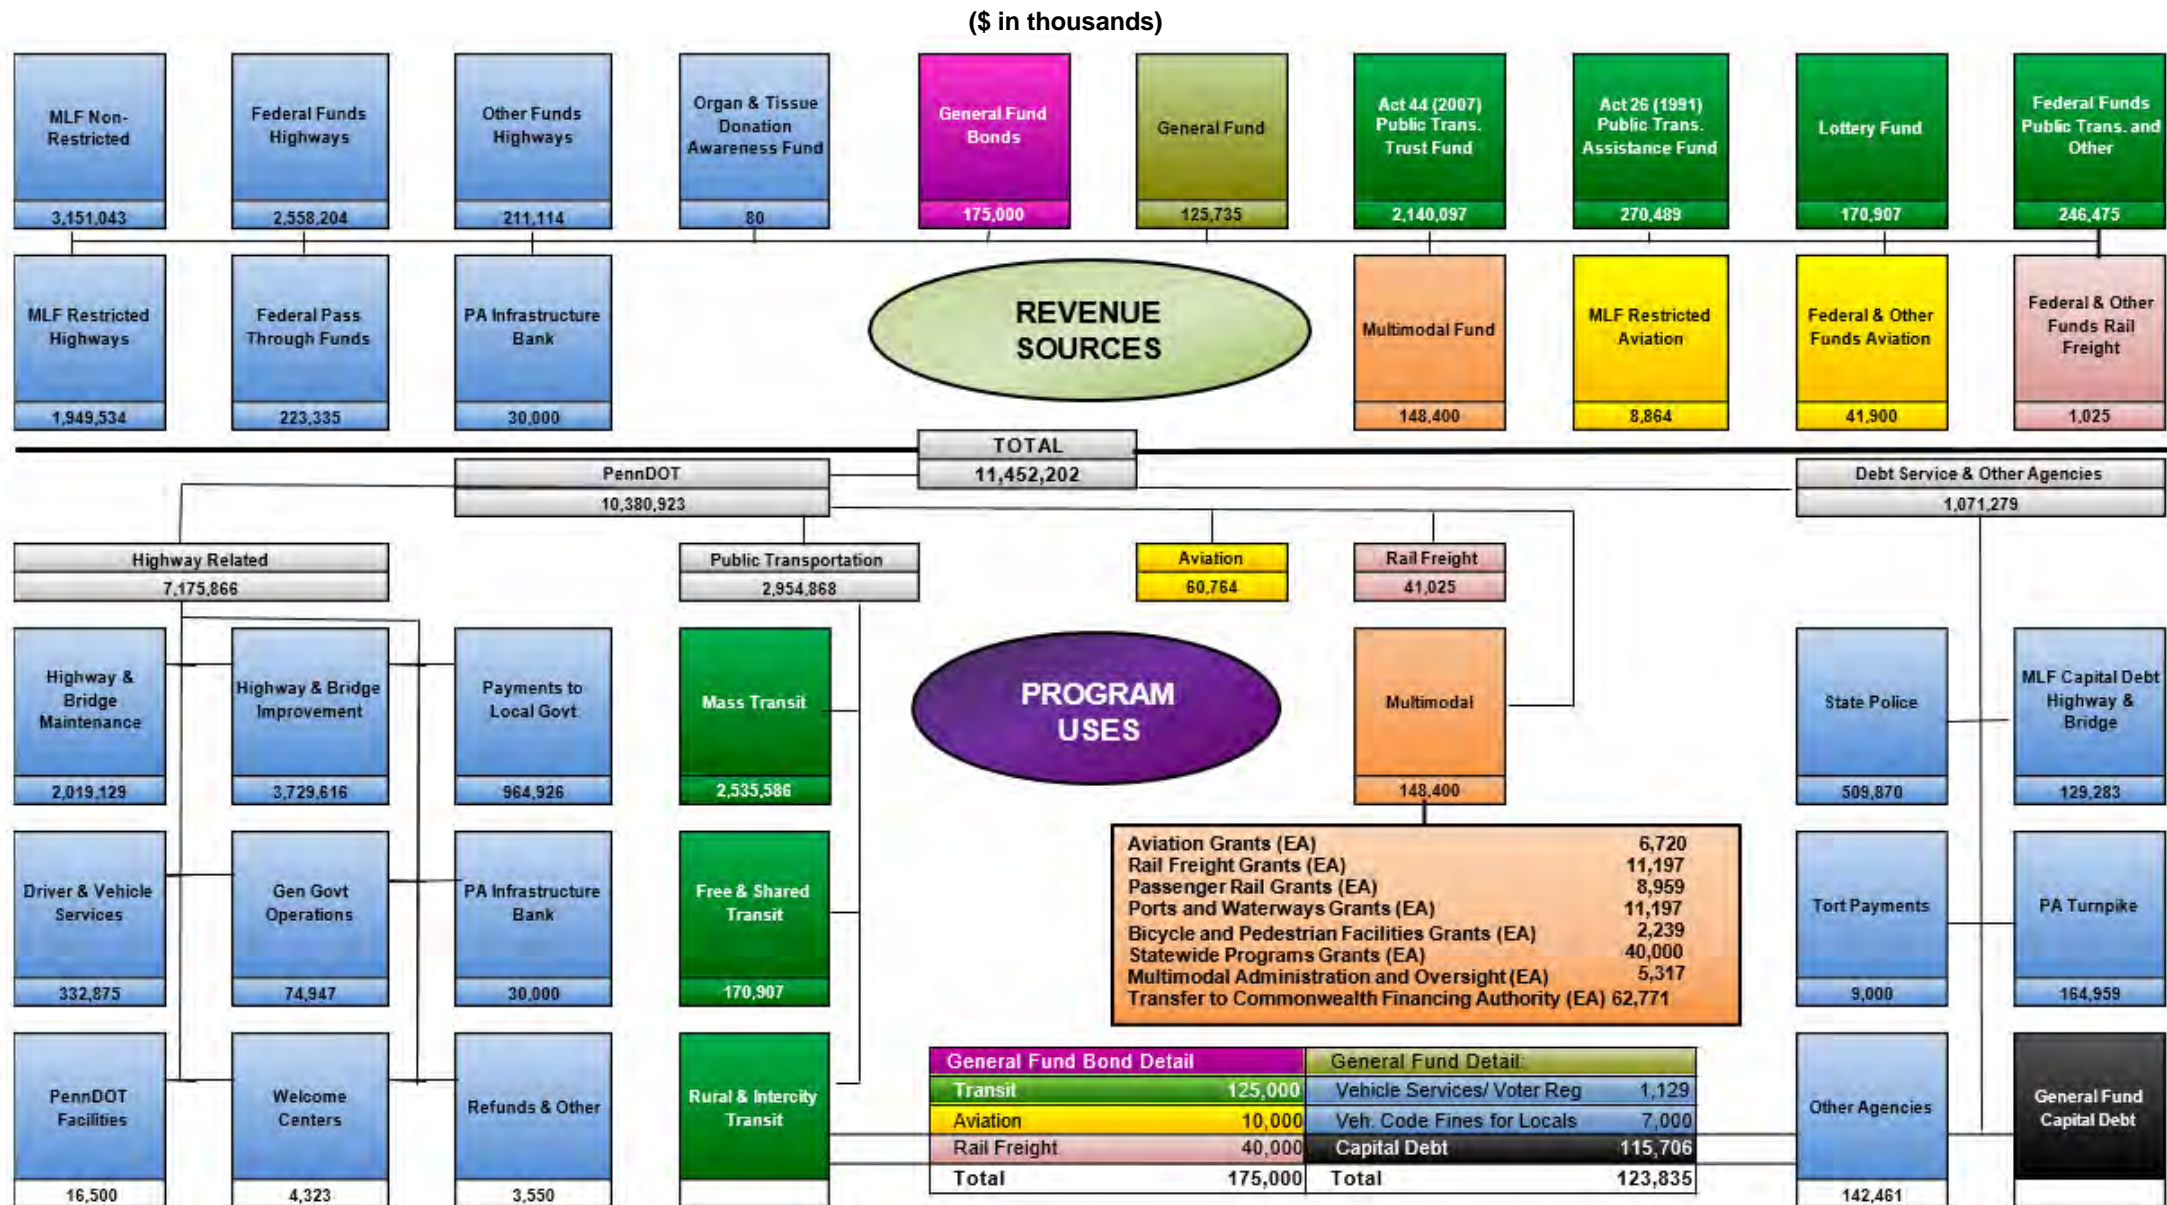 ($ in thousands)
MLF Non-
Restricted
3,151,043
Federal Funds
Highways
2,558,204
Other Funds
Highways
211,114
Organ & Tissue
Donation
Awareness Fund
80
General Fund
Bonds
175,000
General Fund
125,735
Act 44 (2007)
Public Trans.
Trust Fund
2,140,097
Act 26 (1991)
Public Trans.
Assistance Fund
270,489
Lottery Fund
170,907
Federal Funds
Public Trans. and
Other
246,475
MLF Restricted
Highways
1,949,534
Federal Pass
Through Funds
223,335
PA Infrastructure
Bank
30,000
REVENUE
SOURCES
Multimodal Fund
148,400
MLF Restricted
Aviation
8,864
Federal & Other
Funds Aviation
41,900
Federal & Other
Funds Rail
Freight
1,025
TOTAL
11,452,202
PennDOT
10,380,923
Debt Service & Other Agencies
1,071,279
Highway Related
7,175,866
Public Transportation
2,954,868
Aviation
60,764
Rail Freight
41,025
Highway &
Bridge
Maintenance
2,019,129
Highway & Bridge
Improvement
3,729,616
Payments to
Local Govt
964,926
Mass Transit
2,535,586
PROGRAM
USES
Multimodal
148,400
State Police
509,870
MLF Capital Debt
Highway &
Bridge
129,283
Driver & Vehicle
Services
332,875
Gen Govt
Operations
74,947
PA Infrastructure
Bank
30,000
Free & Shared
Transit
170,907
Aviation Grants (EA) 6,720
Rail Freight Grants (EA) 11,197
Passenger Rail Grants (EA) 8,959
Ports and Waterways Grants (EA) 11,197
Bicycle and Pedestrian Facilities Grants (EA) 2,239
Statewide Programs Grants (EA) 40,000
Multimodal Administration and Oversight (EA) 5,317
Transfer to Commonwealth Financing Authority (EA) 62,771
Tort Payments
9,000
PA Turnpike
164,959
PennDOT
Facilities
16,500
Welcome
Centers
4,323
Refunds & Other
3,550
Rural & Intercity
Transit
General Fund Bond Detail
Transit 125,000
Aviation 10,000
Rail Freight 40,000
Total 175,000
General Fund Detail:
Vehicle Services/ Voter Reg 1,129
Veh. Code Fines for Locals 7,000
Capital Debt 115,706
Total 123,835
Other Agencies
142,461
General Fund
Capital Debt